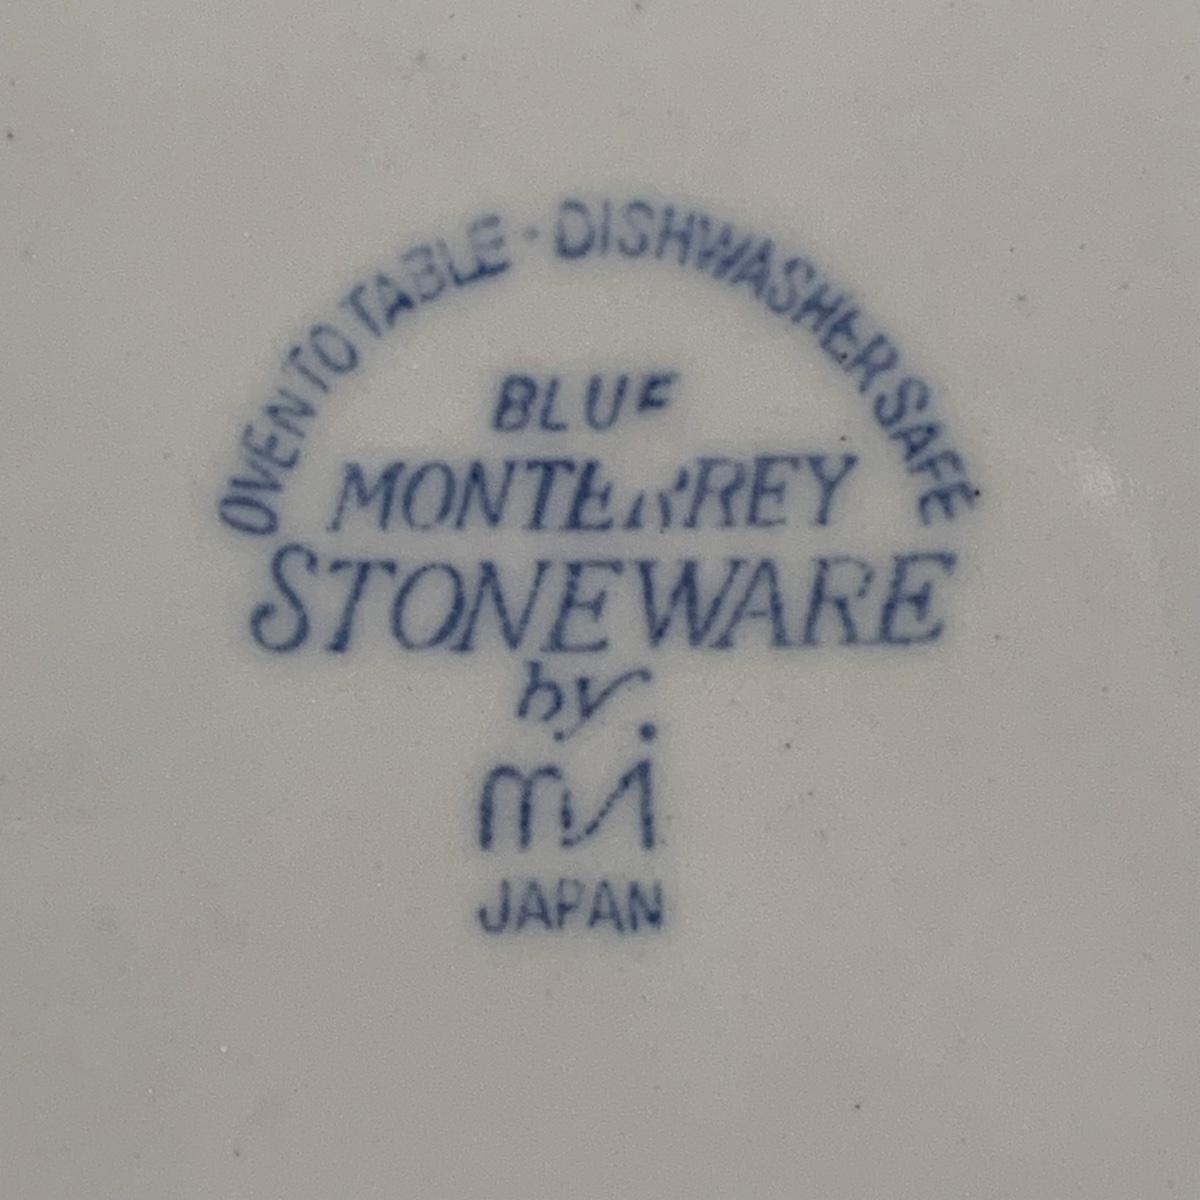 OVEN TO TABLE · DISHWASHER SAFE
BLUE
MONTERREY
STONEWARE
by
JAPAN